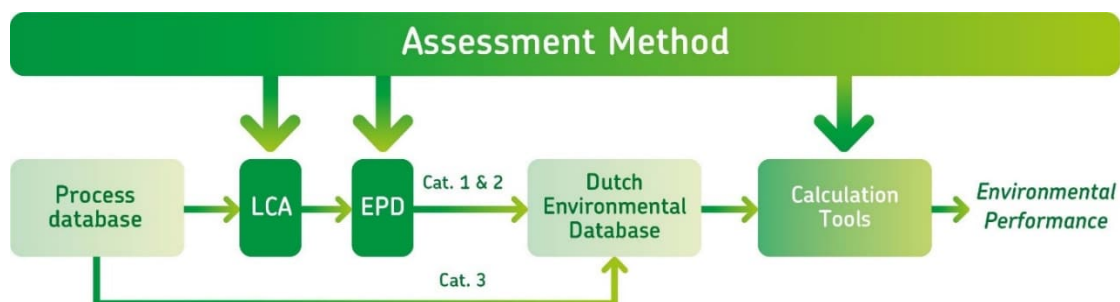 Assessment Method
Process
database
LCA
EPD
Cat. 1 & 2
Dutch
Environmental
Database
Calculation
Tools
Environmental
Performance
Cat. 3